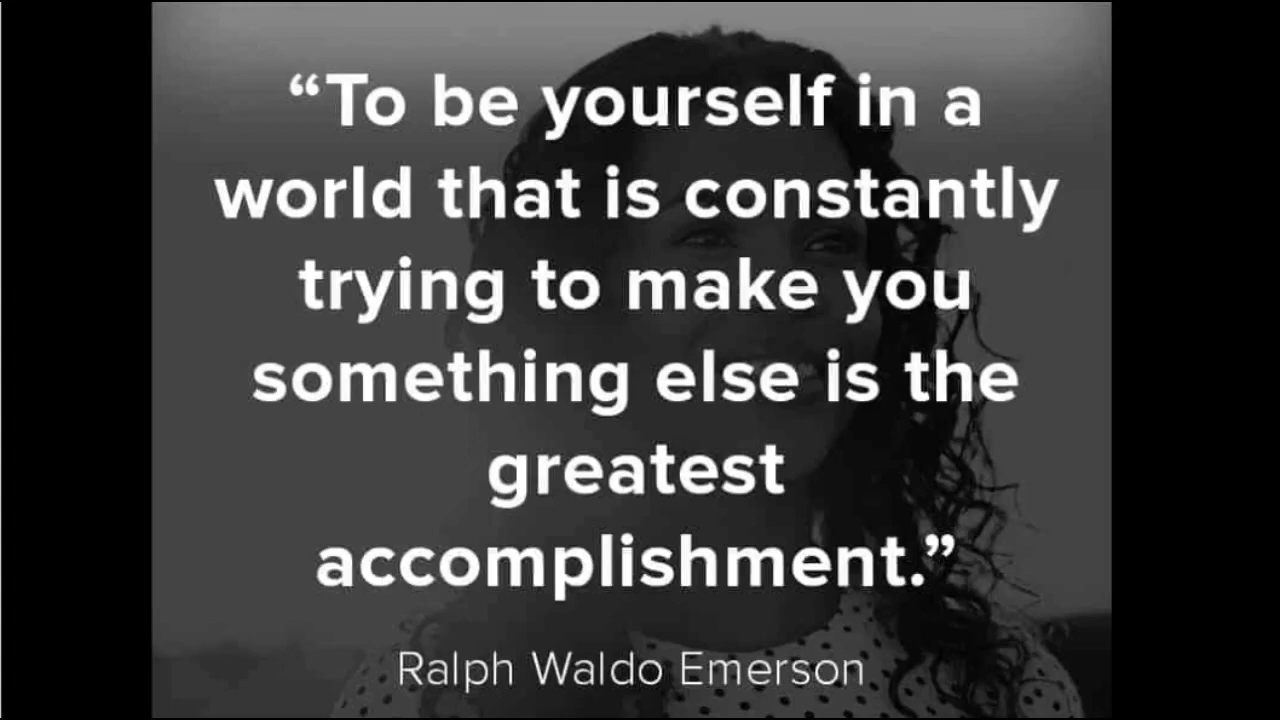 “To be yourself in a
world that is constantly
trying to make you
something else is the
greatest
accomplishment.”
Ralph Waldo Emerson